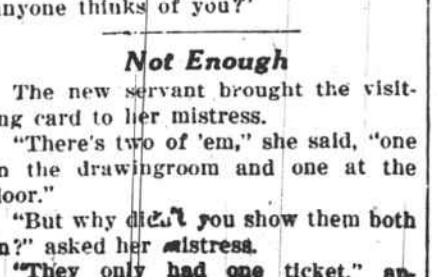 anyone thinks of you?"
Not Enough
The new servant brought the visit-
ng card to her mistress.
"There's two of 'em," she said, "one
n the drawingroom and one at the
loor."
"But why didn't you show them both
n?" asked her mistress.
"They only had one ticket," an-